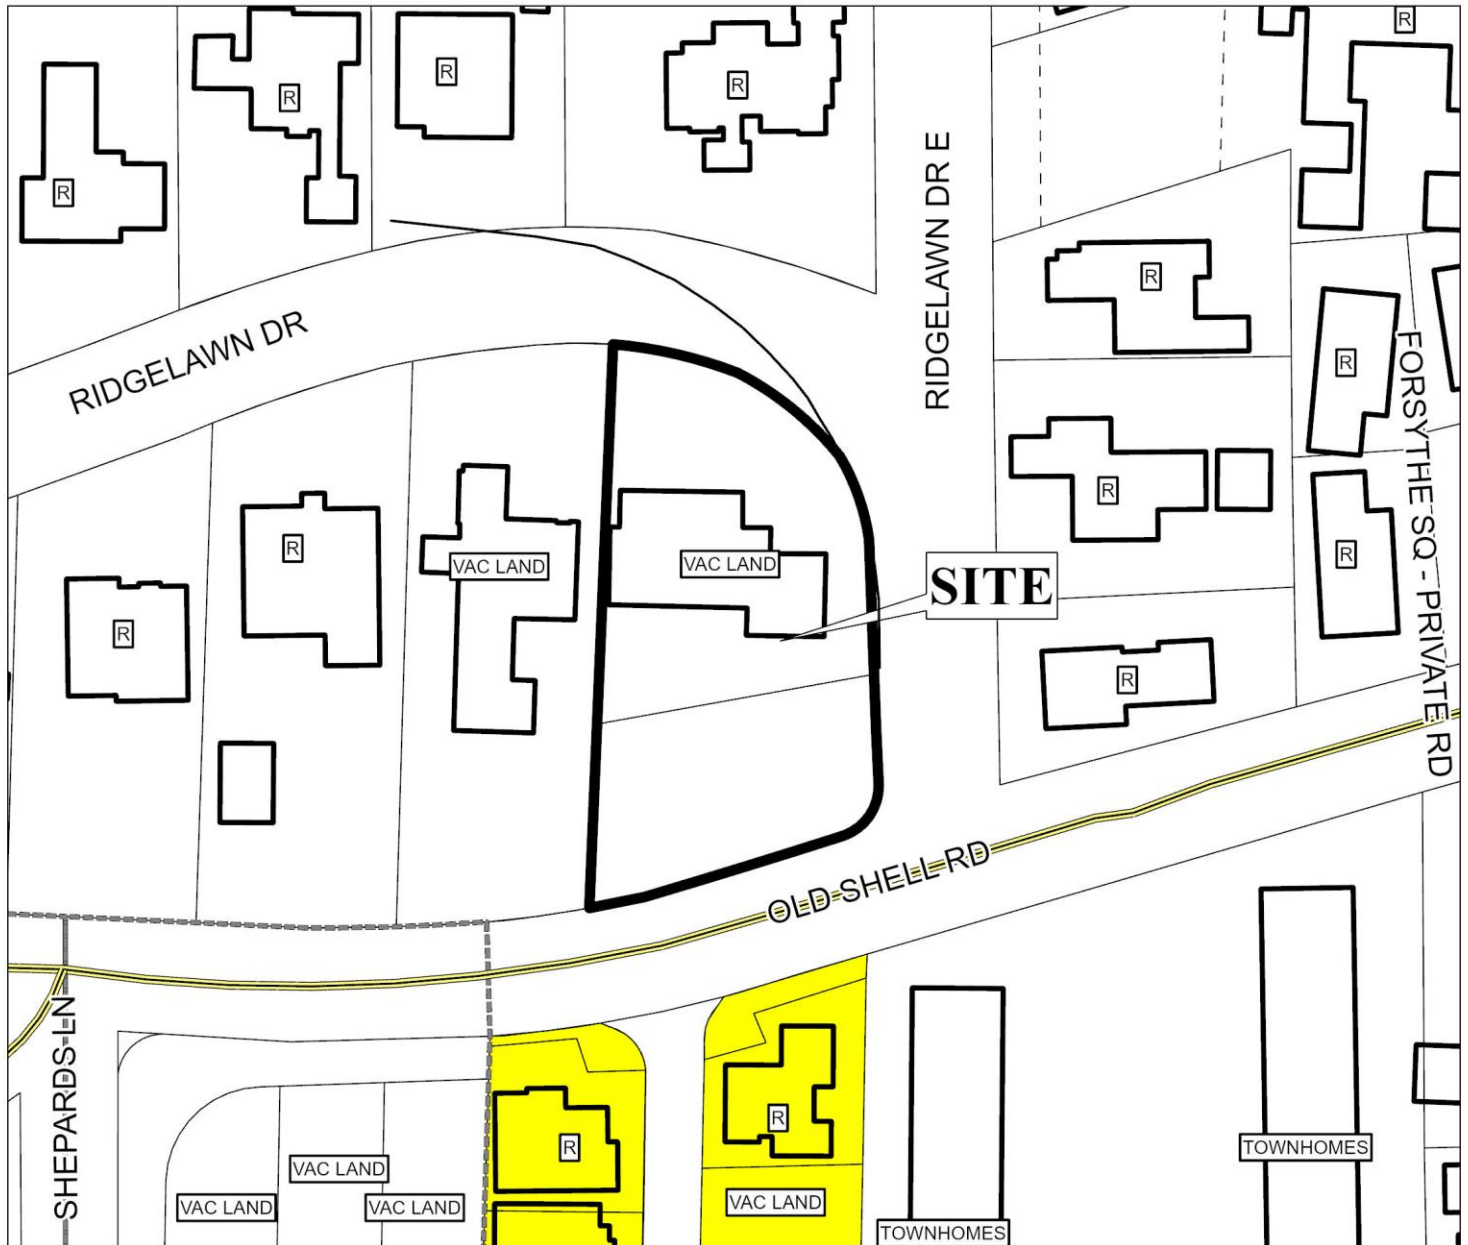 R
R
R
R
R
RIDGELAWN DR E
R
RIDGELAWN DR
R
FORSYTHE SQ - PRIVATE RD
R
R
R
VAC LAND
VAC LAND
SITE
R
R
R
OLD SHELL RD
SHEPARDS LN
R
R
TOWNHOMES
VAC LAND
VAC LAND
VAC LAND
VAC LAND
TOWNHOMES